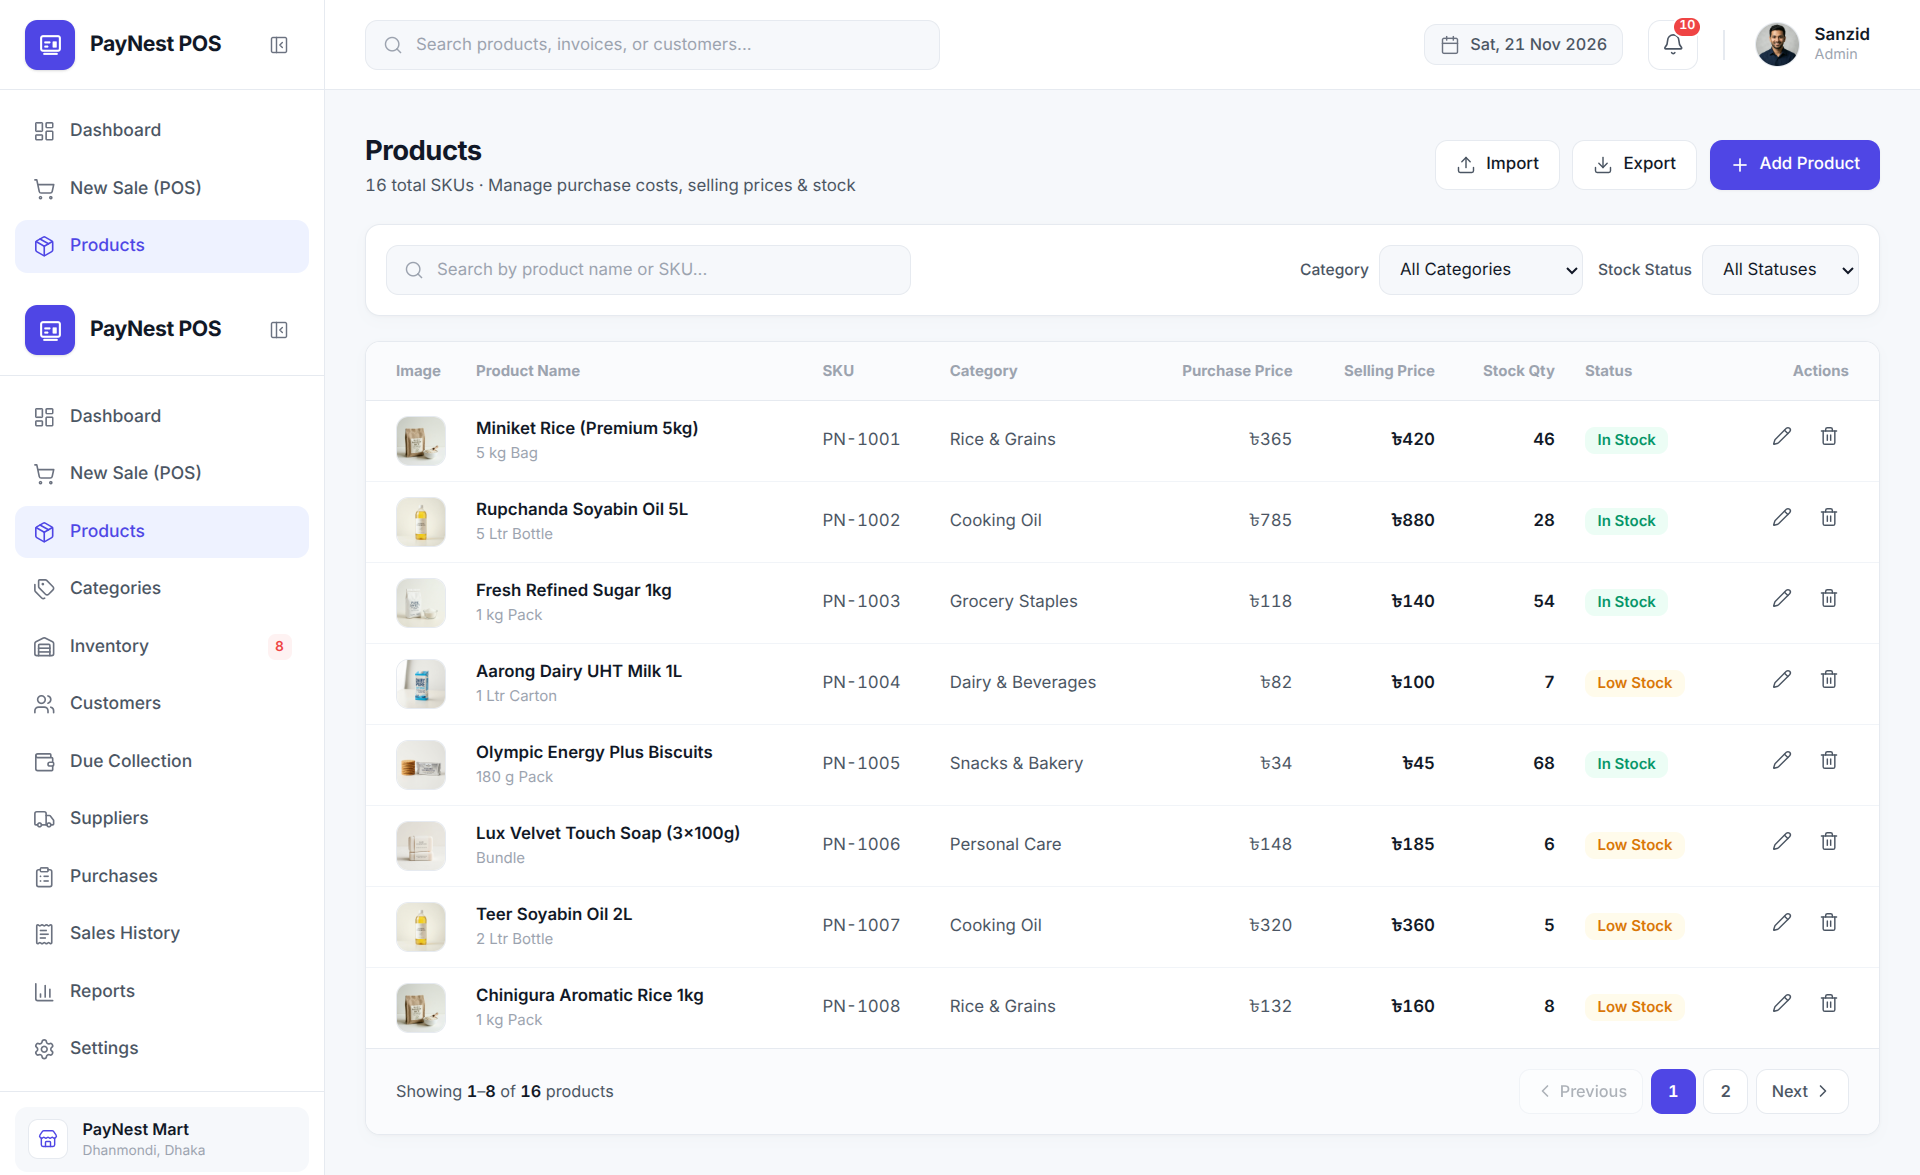 PayNest POS
Search products, invoices, or customers...
Sat, 21 Nov 2026
10
Sanzid
Admin
Dashboard
New Sale (POS)
Products
PayNest POS
Dashboard
New Sale (POS)
Products
Categories
Inventory 8
Customers
Due Collection
Suppliers
Purchases
Sales History
Reports
Settings
PayNest Mart
Dhanmondi, Dhaka
Products
16 total SKUs · Manage purchase costs, selling prices & stock
Import
Export
Add Product
Search by product name or SKU...
Category All Categories Stock Status All Statuses
Image Product Name SKU Category Purchase Price Selling Price Stock Qty Status Actions
Miniket Rice (Premium 5kg)
5 kg Bag
PN-1001 Rice & Grains ৳365 ৳420 46 In Stock
Rupchanda Soyabin Oil 5L
5 Ltr Bottle
PN-1002 Cooking Oil ৳785 ৳880 28 In Stock
Fresh Refined Sugar 1kg
1 kg Pack
PN-1003 Grocery Staples ৳118 ৳140 54 In Stock
Aarong Dairy UHT Milk 1L
1 Ltr Carton
PN-1004 Dairy & Beverages ৳82 ৳100 7 Low Stock
Olympic Energy Plus Biscuits
180 g Pack
PN-1005 Snacks & Bakery ৳34 ৳45 68 In Stock
Lux Velvet Touch Soap (3×100g)
Bundle
PN-1006 Personal Care ৳148 ৳185 6 Low Stock
Teer Soyabin Oil 2L
2 Ltr Bottle
PN-1007 Cooking Oil ৳320 ৳360 5 Low Stock
Chinigura Aromatic Rice 1kg
1 kg Pack
PN-1008 Rice & Grains ৳132 ৳160 8 Low Stock
Showing 1–8 of 16 products
Previous 1 2 Next